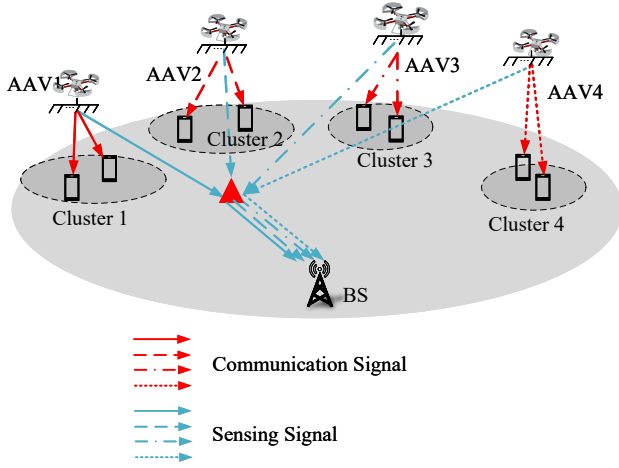 AAV1
AAV2
AAV3
AAV4
Cluster 1
Cluster 2
Cluster 3
Cluster 4
BS
Communication Signal
Sensing Signal